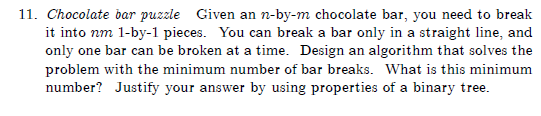 11. Chocolate bar puzzle Given an n-by-m chocolate bar, you need to break
it into nm 1-by-1 pieces. You can break a bar only in a straight line, and
only one bar can be broken at a time. Design an algorithm that solves the
problem with the minimum number of bar breaks. What is this minimum
number? Justify your answer by using properties of a binary tree.